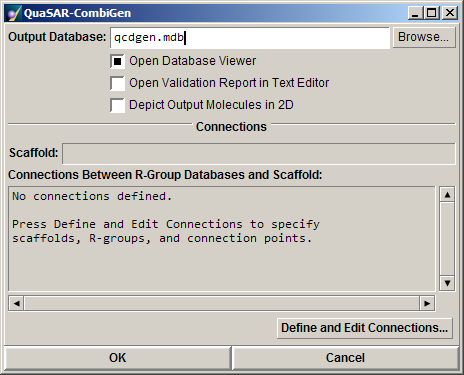 QuaSAR-CombiGen
Output Database: qcdgen.mdb Browse...
Open Database Viewer
Open Validation Report in Text Editor
Depict Output Molecules in 2D
Connections
Scaffold:
Connections Between R-Group Databases and Scaffold:
No connections defined.
Press Define and Edit Connections to specify
scaffolds, R-groups, and connection points.
Define and Edit Connections...
OK Cancel